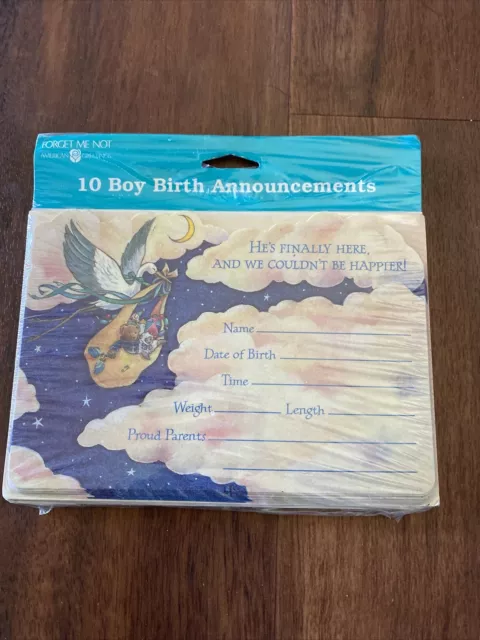 FORGET ME NOT
AMERICAN GREETINGS
10 Boy Birth Announcements
HE'S FINALLY HERE,
AND WE COULDN'T BE HAPPIER!
Name
Date of Birth
Time
Weight Length
Proud Parents